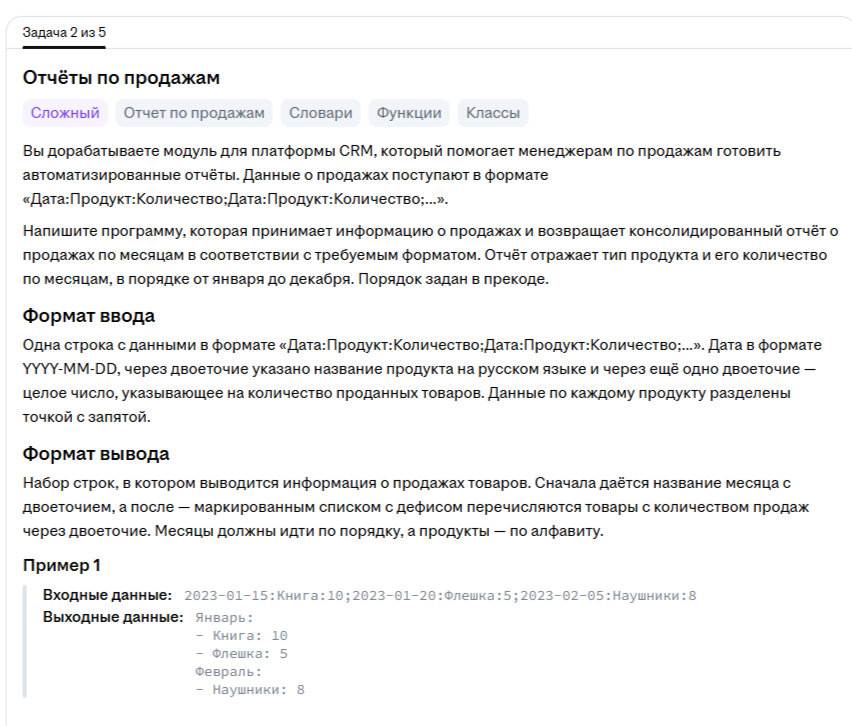 Задача 2 из 5
Отчёты по продажам
Сложный Отчет по продажам Словари Функции Классы
Вы дорабатываете модуль для платформы CRM, который помогает менеджерам по продажам готовить
автоматизированные отчёты. Данные о продажах поступают в формате
«Дата:Продукт:Количество;Дата:Продукт:Количество;...».
Напишите программу, которая принимает информацию о продажах и возвращает консолидированный отчёт о
продажах по месяцам в соответствии с требуемым форматом. Отчёт отражает тип продукта и его количество
по месяцам, в порядке от января до декабря. Порядок задан в прекоде.
Формат ввода
Одна строка с данными в формате «Дата:Продукт:Количество;Дата:Продукт:Количество;...». Дата в формате
YYYY-MM-DD, через двоеточие указано название продукта на русском языке и через ещё одно двоеточие —
целое число, указывающее на количество проданных товаров. Данные по каждому продукту разделены
точкой с запятой.
Формат вывода
Набор строк, в котором выводится информация о продажах товаров. Сначала даётся название месяца с
двоеточием, а после — маркированным списком с дефисом перечисляются товары с количеством продаж
через двоеточие. Месяцы должны идти по порядку, а продукты — по алфавиту.
Пример 1
Входные данные: 2023-01-15:Книга:10;2023-01-20:Флешка:5;2023-02-05:Наушники:8
Выходные данные: Январь:
- Книга: 10
- Флешка: 5
Февраль:
- Наушники: 8